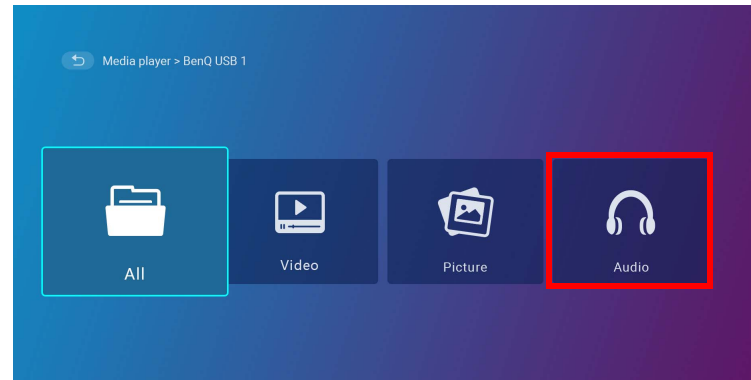 Media player > BenQ USB 1
All
Video
Picture
Audio